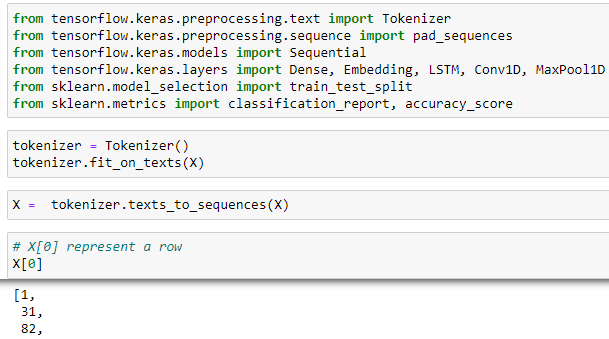 from tensorflow.keras.preprocessing.text import Tokenizer
from tensorflow.keras.preprocessing.sequence import pad_sequences
from tensorflow.keras.models import Sequential
from tensorflow.keras.layers import Dense, Embedding, LSTM, Conv1D, MaxPool1D
from sklearn.model_selection import train_test_split
from sklearn.metrics import classification_report, accuracy_score
tokenizer = Tokenizer()
tokenizer.fit_on_texts(X)
X =  tokenizer.texts_to_sequences(X)
# X[0] represent a row
X[0]
[1,
31,
82,